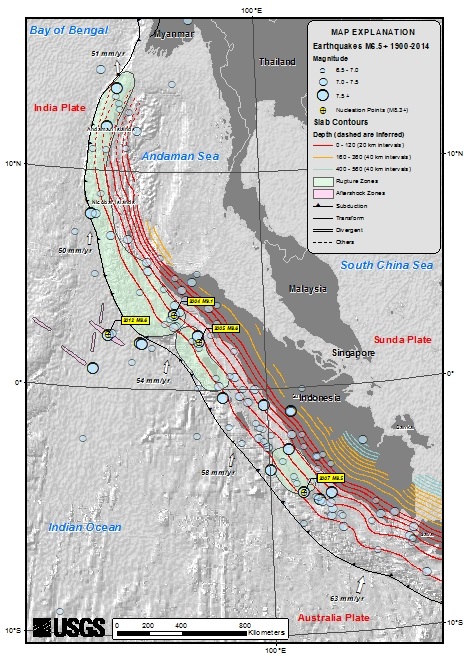 100°E
Bay of Bengal
Myanmar
51 mm/yr
Thailand
MAP EXPLANATION
Earthquakes M6.5+ 1900-2014
Magnitude
6.5 - 7.0
7.0 - 7.5
7.5+
Nucleation Points (M8.3+)
Slab Contours
Depth (dashed are inferred)
0 - 120 (20 km intervals)
160 - 360 (40 km intervals)
400 - 560 (40 km intervals)
Rupture Zones
Aftershock Zones
Subduction
Transform
Divergent
Others
India Plate
Andaman Islands
Andaman Sea
10°N
10°N
Nicobar Islands
50 mm/yr
South China Sea
Malaysia
2004 M9.1
2012 M8.6
2005 M8.6
Sunda Plate
Singapore
54 mm/yr
0°
0°
Indonesia
58 mm/yr
2007 M8.5
Indian Ocean
63 mm/yr
Australia Plate
USGS
0 200 400 600 800
Kilometers
10°S
10°S
100°E